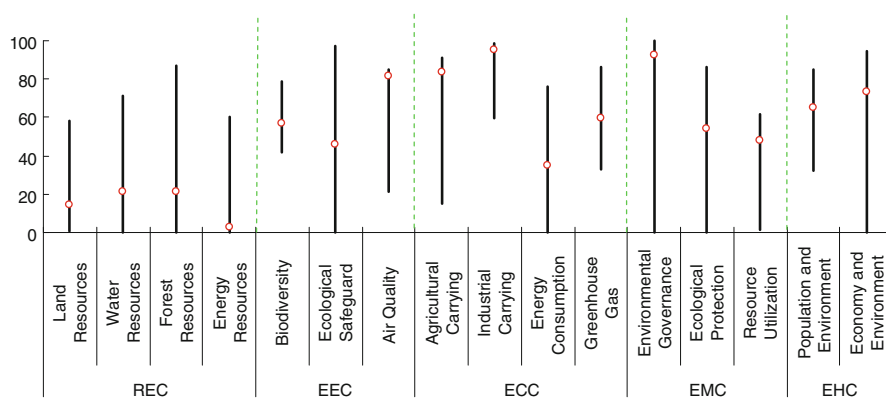 100
80
60
40
20
0
Land
Resources
Water
Resources
Forest
Resources
Energy
Resources
Biodiversity
Ecological
Safeguard
Air Quality
Agricultural
Carrying
Industrial
Carrying
Energy
Consumption
Greenhouse
Gas
Environmental
Governance
Ecological
Protection
Resource
Utilization
Population and
Environment
Economy and
Environment
REC
EEC
ECC
EMC
EHC